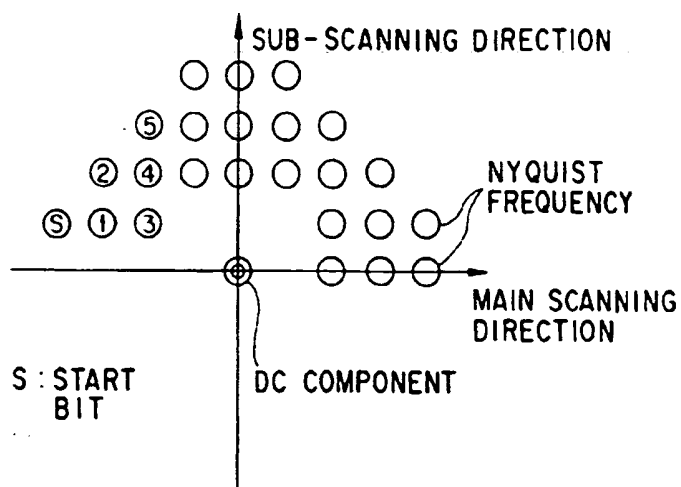 SUB-SCANNING DIRECTION
5
2 4
S 1 3
NYQUIST
FREQUENCY
MAIN SCANNING
DIRECTION
DC COMPONENT
S : START
BIT